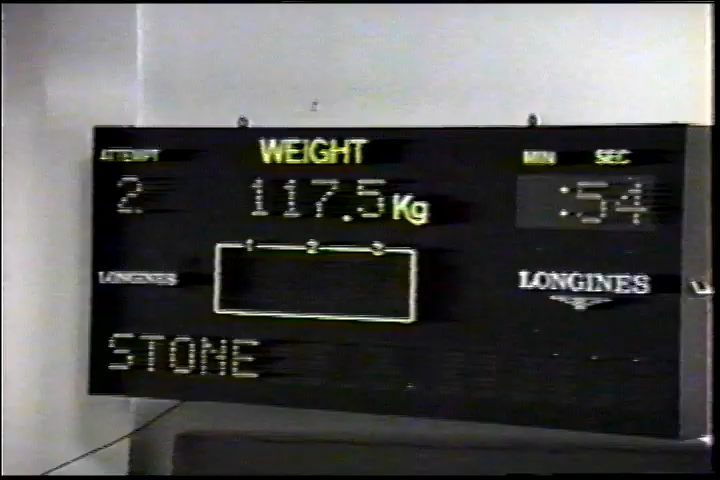 ATTEMPT WEIGHT MIN SEC
2 117.5 Kg :54
1 2 3
LONGINES LONGINES
STONE